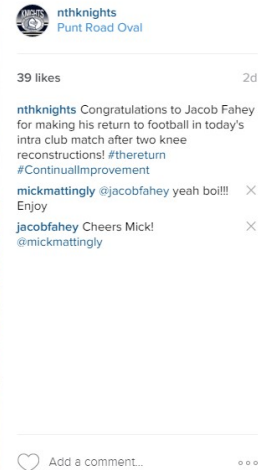 KNIGHTS
nthknights
Punt Road Oval
39 likes
2d
nthknights Congratulations to Jacob Fahey
for making his return to football in today's
intra club match after two knee
reconstructions! #thereturn
#ContinualImprovement
mickmattingly @jacobfahey yeah boi!!!
Enjoy
jacobfahey Cheers Mick!
@mickmattingly
Add a comment...